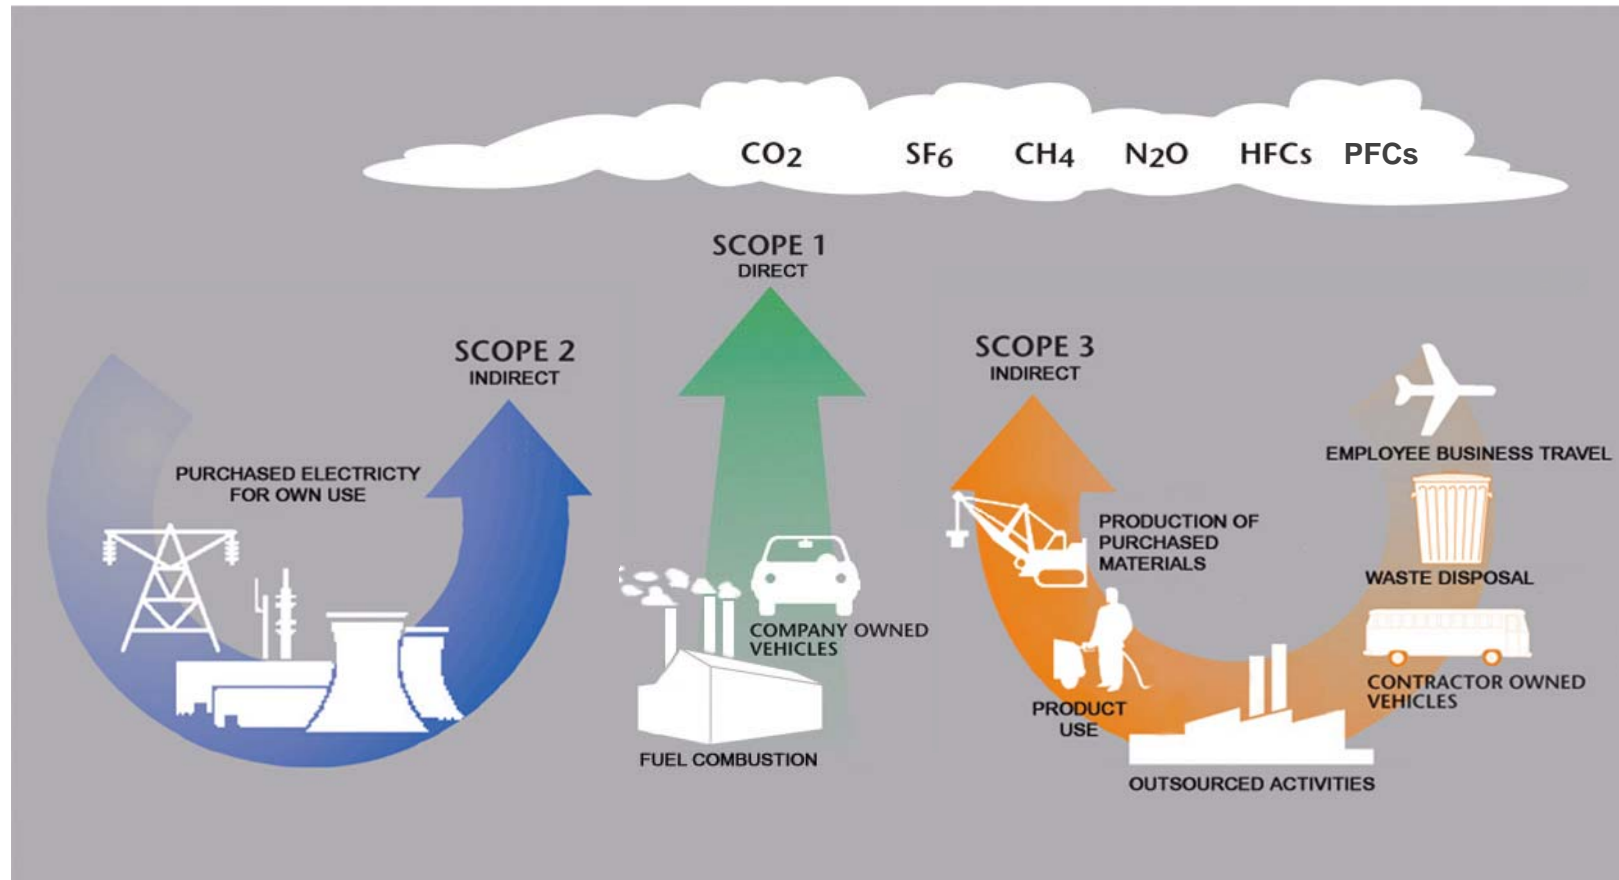 CO2 SF6 CH4 N2O HFCs PFCs
SCOPE 1
DIRECT
SCOPE 2
INDIRECT
PURCHASED ELECTRICTY
FOR OWN USE
COMPANY OWNED
VEHICLES
FUEL COMBUSTION
SCOPE 3
INDIRECT
PRODUCTION OF
PURCHASED
MATERIALS
PRODUCT
USE
OUTSOURCED ACTIVITIES
EMPLOYEE BUSINESS TRAVEL
WASTE DISPOSAL
CONTRACTOR OWNED
VEHICLES